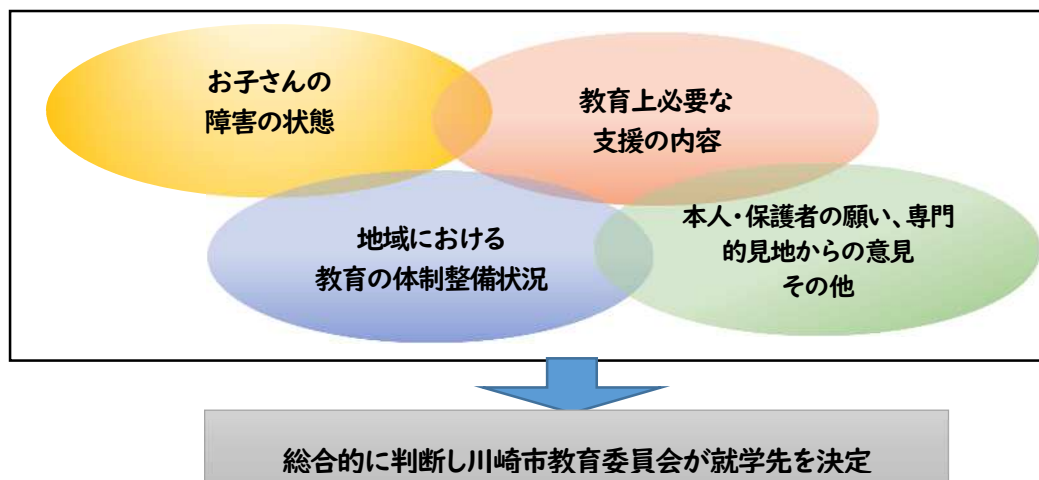 お子さんの
障害の状態
教育上必要な
支援の内容
地域における
教育の体制整備状況
本人・保護者の願い、専門
的見地からの意見
その他
総合的に判断し川崎市教育委員会が就学先を決定